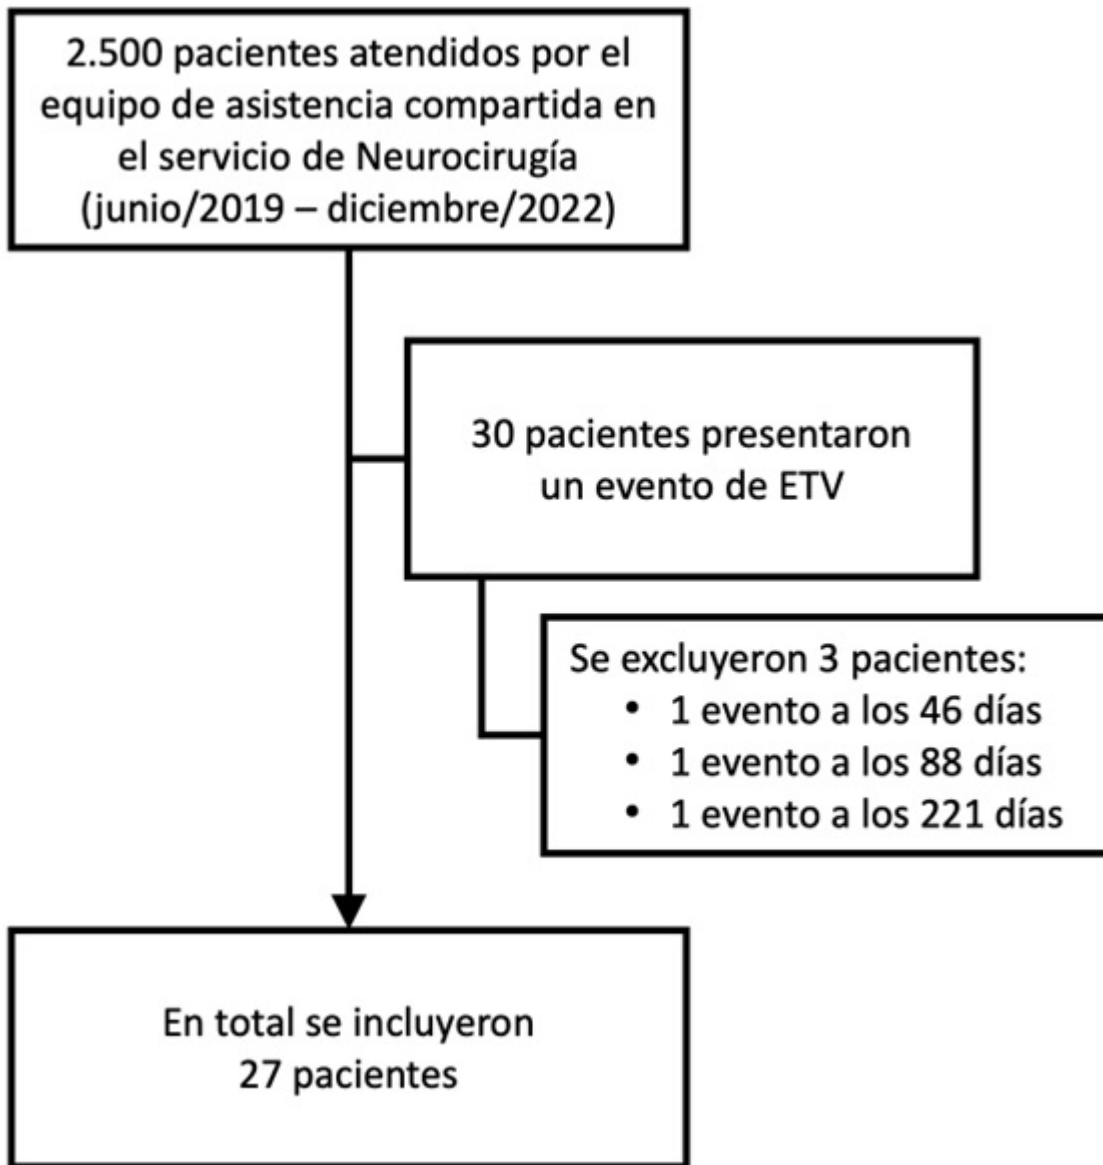 2.500 pacientes atendidos por el
equipo de asistencia compartida en
el servicio de Neurocirugía
(junio/2019 – diciembre/2022)
30 pacientes presentaron
un evento de ETV
Se excluyeron 3 pacientes:
• 1 evento a los 46 días
• 1 evento a los 88 días
• 1 evento a los 221 días
En total se incluyeron
27 pacientes